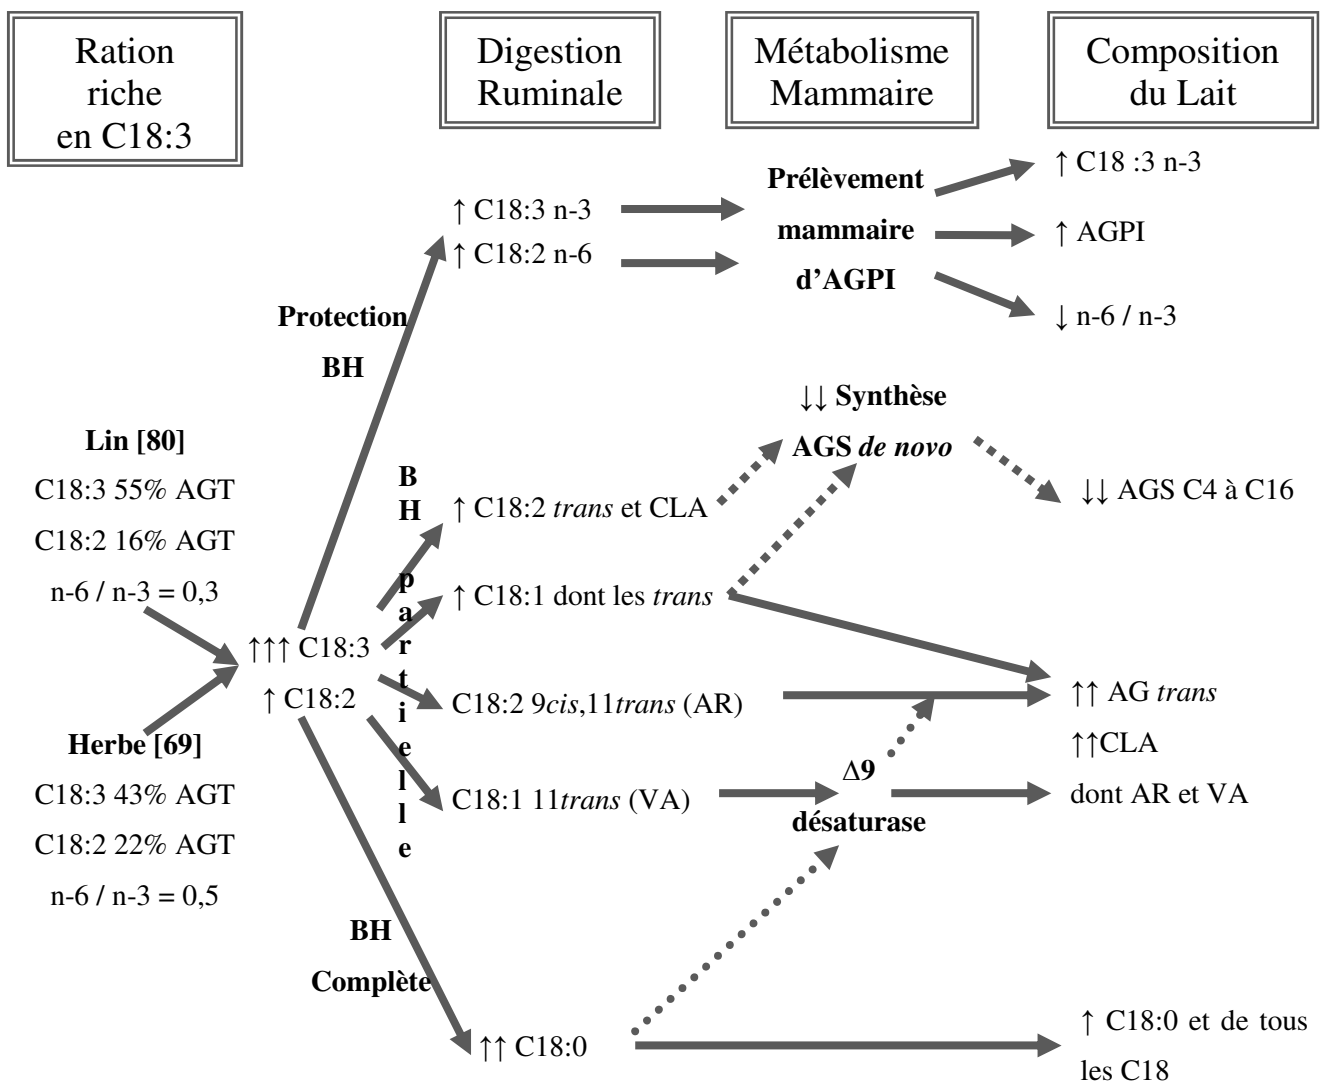 Ration
riche
en C18:3
Digestion
Ruminale
Métabolisme
Mammaire
Composition
du Lait
Lin [80]
C18:3 55% AGT
C18:2 16% AGT
n-6 / n-3 = 0,3
Herbe [69]
C18:3 43% AGT
C18:2 22% AGT
n-6 / n-3 = 0,5
↑↑↑ C18:3
↑ C18:2
Protection
BH
BH partielle
BH
Complète
↑ C18:3 n-3
↑ C18:2 n-6
↑ C18:2 trans et CLA
↑ C18:1 dont les trans
C18:2 9cis,11trans (AR)
C18:1 11trans (VA)
↑↑ C18:0
Prélèvement
mammaire
d’AGPI
↓↓ Synthèse
AGS de novo
Δ9
désaturase
↑ C18 :3 n-3
↑ AGPI
↓ n-6 / n-3
↓↓ AGS C4 à C16
↑↑ AG trans
↑↑CLA
dont AR et VA
↑ C18:0 et de tous
les C18